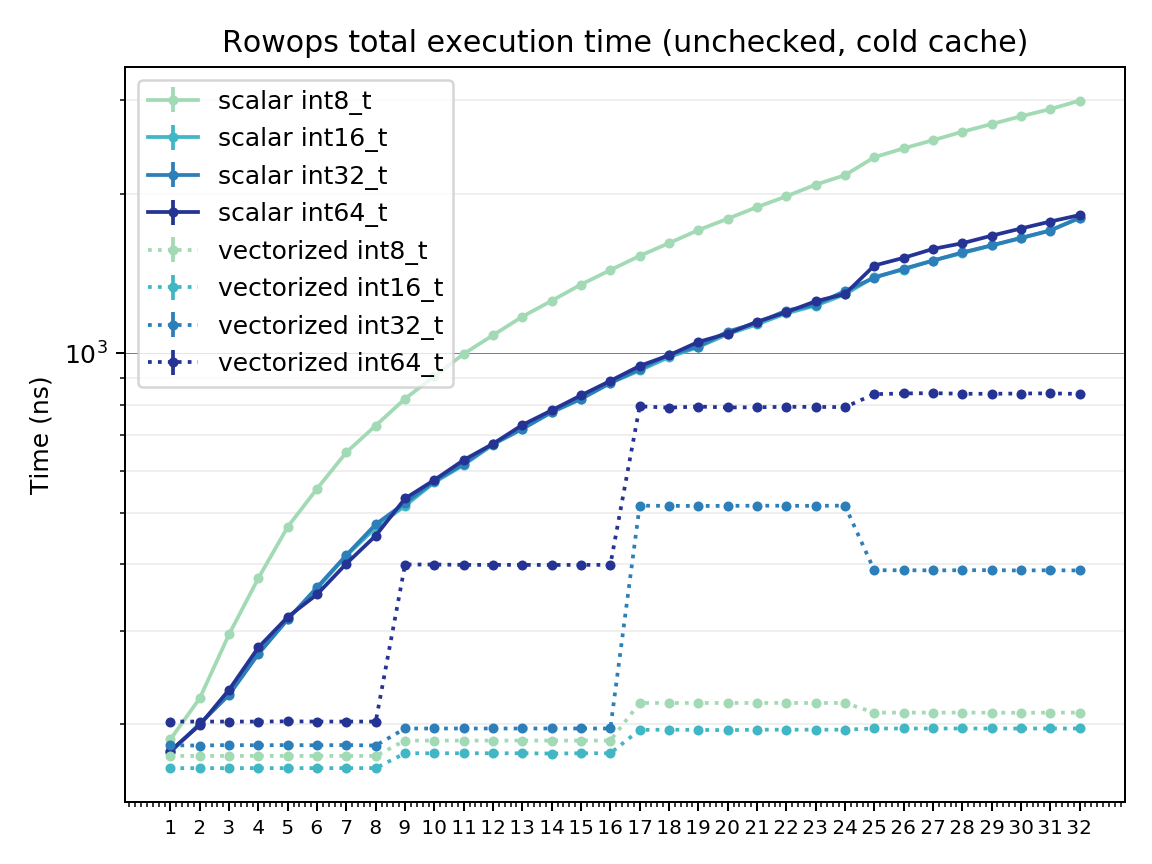 Rowops total execution time (unchecked, cold cache)
scalar int8_t
scalar int16_t
scalar int32_t
scalar int64_t
vectorized int8_t
vectorized int16_t
vectorized int32_t
vectorized int64_t
10³
Time (ns)
1 2 3 4 5 6 7 8 9 10 11 12 13 14 15 16 17 18 19 20 21 22 23 24 25 26 27 28 29 30 31 32